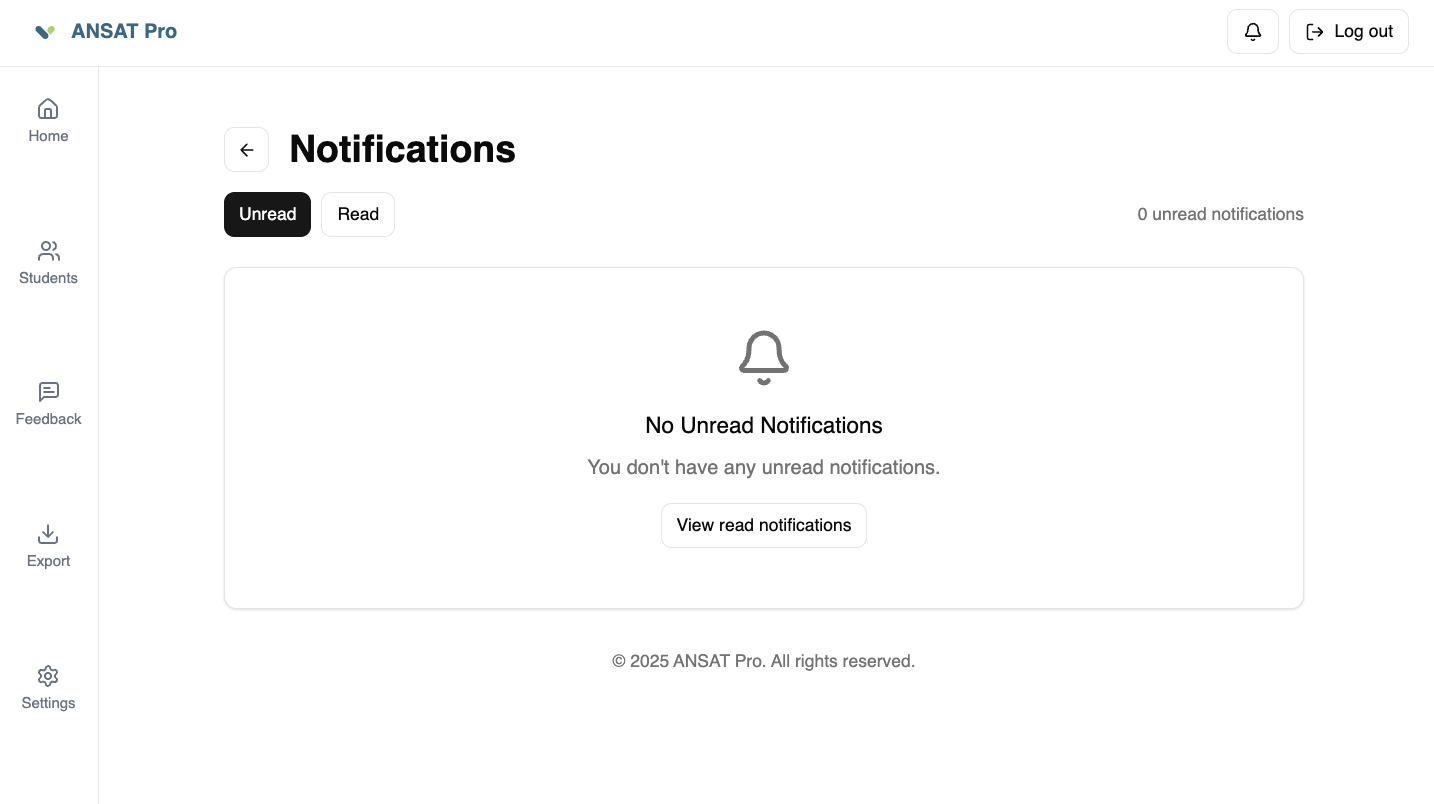 ANSAT Pro
Log out
Home
Students
Feedback
Export
Settings
Notifications
Unread
Read
0 unread notifications
No Unread Notifications
You don't have any unread notifications.
View read notifications
© 2025 ANSAT Pro. All rights reserved.